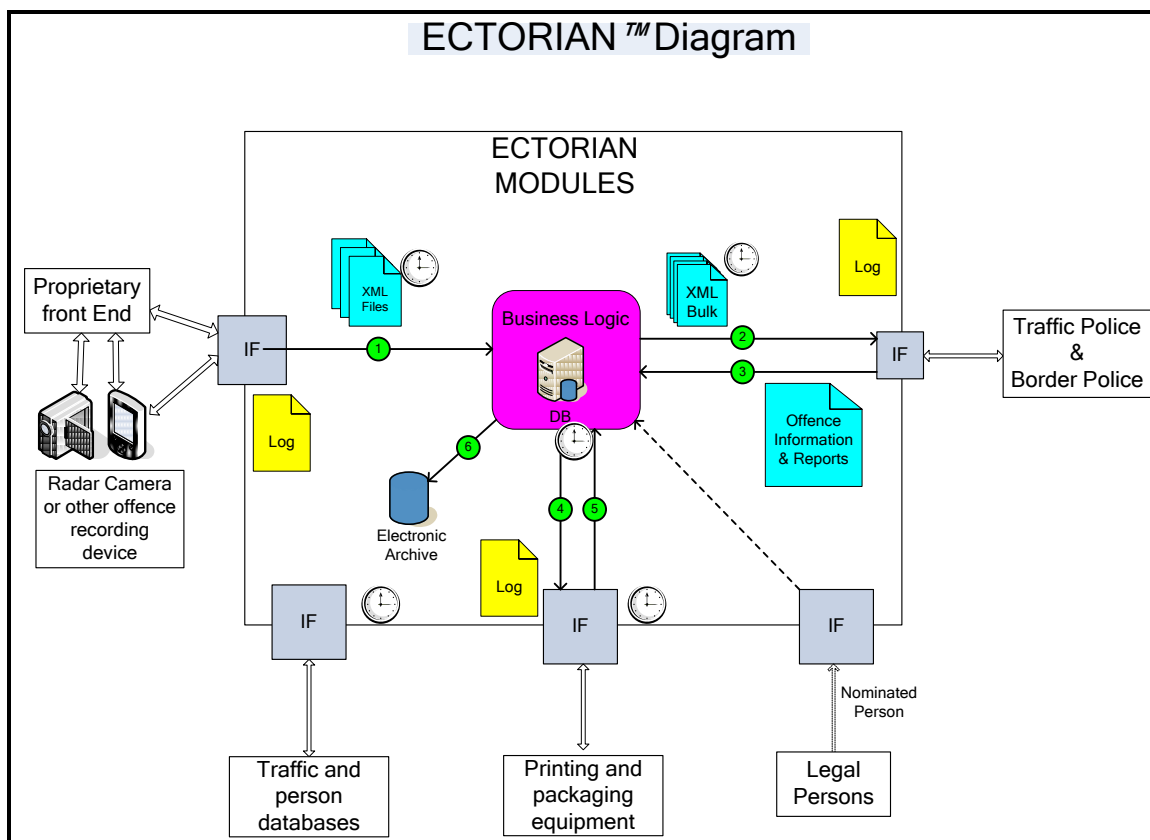 ECTORIAN™Diagram
ECTORIAN
MODULES
XML
Files
XML
Bulk
Log
Proprietary
front End
IF
1
Business Logic
DB
2
3
IF
Traffic Police
&
Border Police
Log
Offence
Information
& Reports
6
4
5
Radar Camera
or other offence
recording
device
Electronic
Archive
Log
IF
IF
IF
Nominated
Person
Traffic and
person
databases
Printing and
packaging
equipment
Legal
Persons